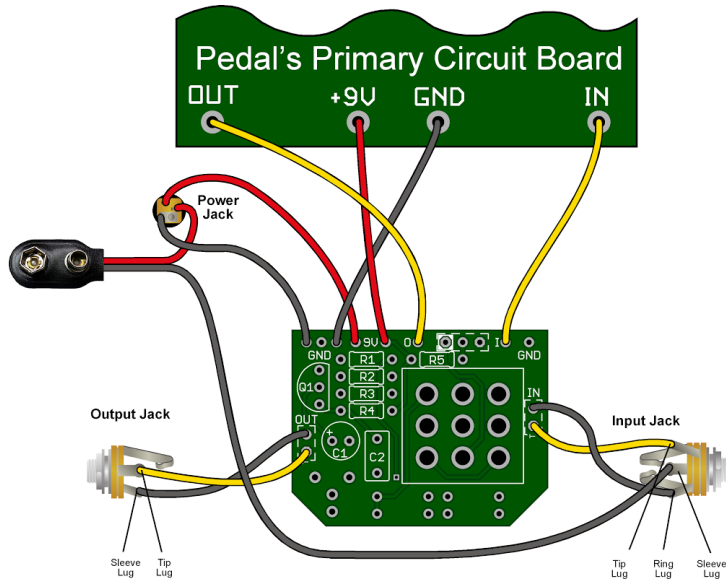 Pedal's Primary Circuit Board
OUT
+9V
GND
IN
Power
Jack
GND
9V
O
I
GND
R1
R5
R2
Q1
R3
R4
IN
OUT
+
C1
C2
Output Jack
Input Jack
Sleeve
Lug
Tip
Lug
Tip
Lug
Ring
Lug
Sleeve
Lug